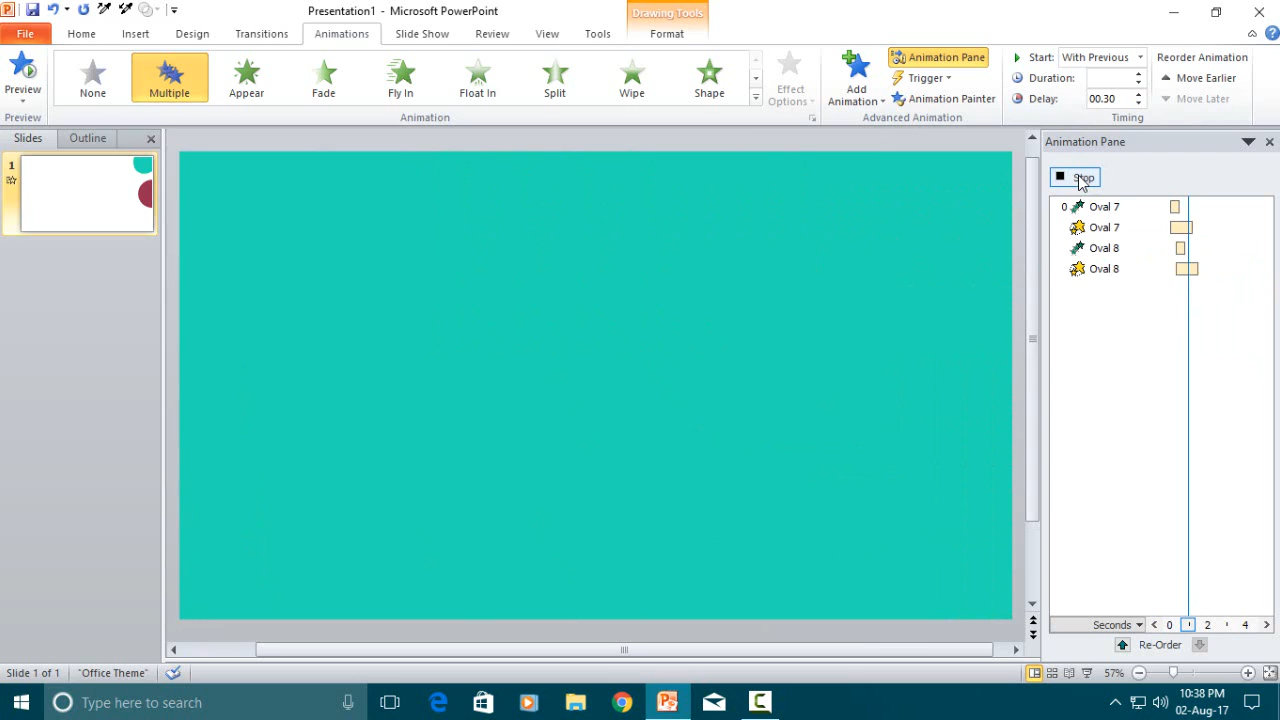 Presentation1 - Microsoft PowerPoint
Drawing Tools
File Home Insert Design Transitions Animations Slide Show Review View Tools Format
Preview
None Multiple Appear Fade Fly In Float In Split Wipe Shape
Effect Options
Add Animation
Animation Pane
Trigger
Animation Painter
Start: With Previous
Duration:
Delay: 00.30
Reorder Animation
Move Earlier
Move Later
Preview Animation Advanced Animation Timing
Slides Outline
1
Animation Pane
Stop
0 Oval 7
Oval 7
Oval 8
Oval 8
Seconds 0 2 4
Re-Order
Slide 1 of 1 "Office Theme" 57%
Type here to search
10:38 PM
02-Aug-17